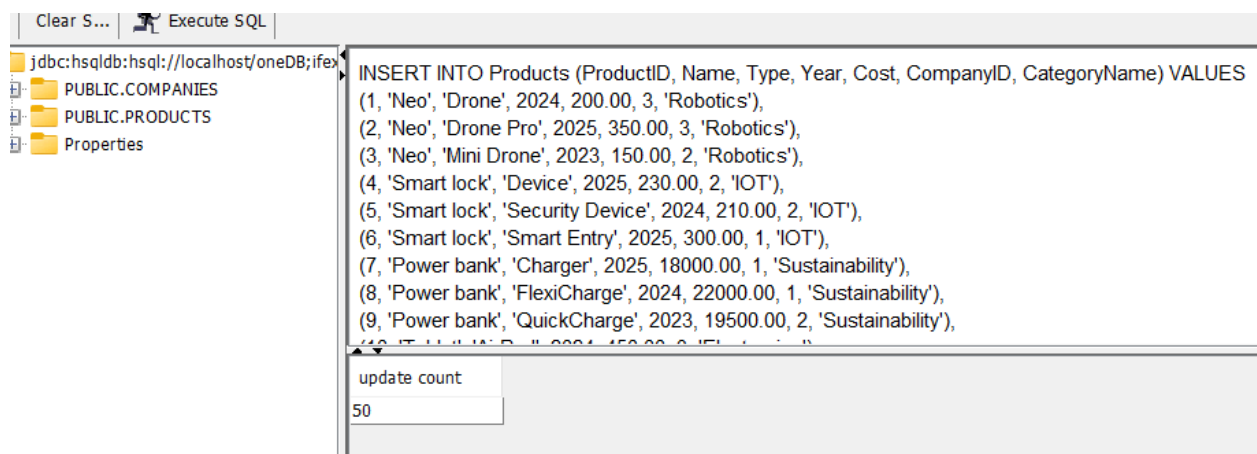 Clear S... Execute SQL
jdbc:hsqldb:hsql://localhost/oneDB;ifex
PUBLIC.COMPANIES
PUBLIC.PRODUCTS
Properties
INSERT INTO Products (ProductID, Name, Type, Year, Cost, CompanyID, CategoryName) VALUES
(1, 'Neo', 'Drone', 2024, 200.00, 3, 'Robotics'),
(2, 'Neo', 'Drone Pro', 2025, 350.00, 3, 'Robotics'),
(3, 'Neo', 'Mini Drone', 2023, 150.00, 2, 'Robotics'),
(4, 'Smart lock', 'Device', 2025, 230.00, 2, 'IOT'),
(5, 'Smart lock', 'Security Device', 2024, 210.00, 2, 'IOT'),
(6, 'Smart lock', 'Smart Entry', 2025, 300.00, 1, 'IOT'),
(7, 'Power bank', 'Charger', 2025, 18000.00, 1, 'Sustainability'),
(8, 'Power bank', 'FlexiCharge', 2024, 22000.00, 1, 'Sustainability'),
(9, 'Power bank', 'QuickCharge', 2023, 19500.00, 2, 'Sustainability'),
update count
50